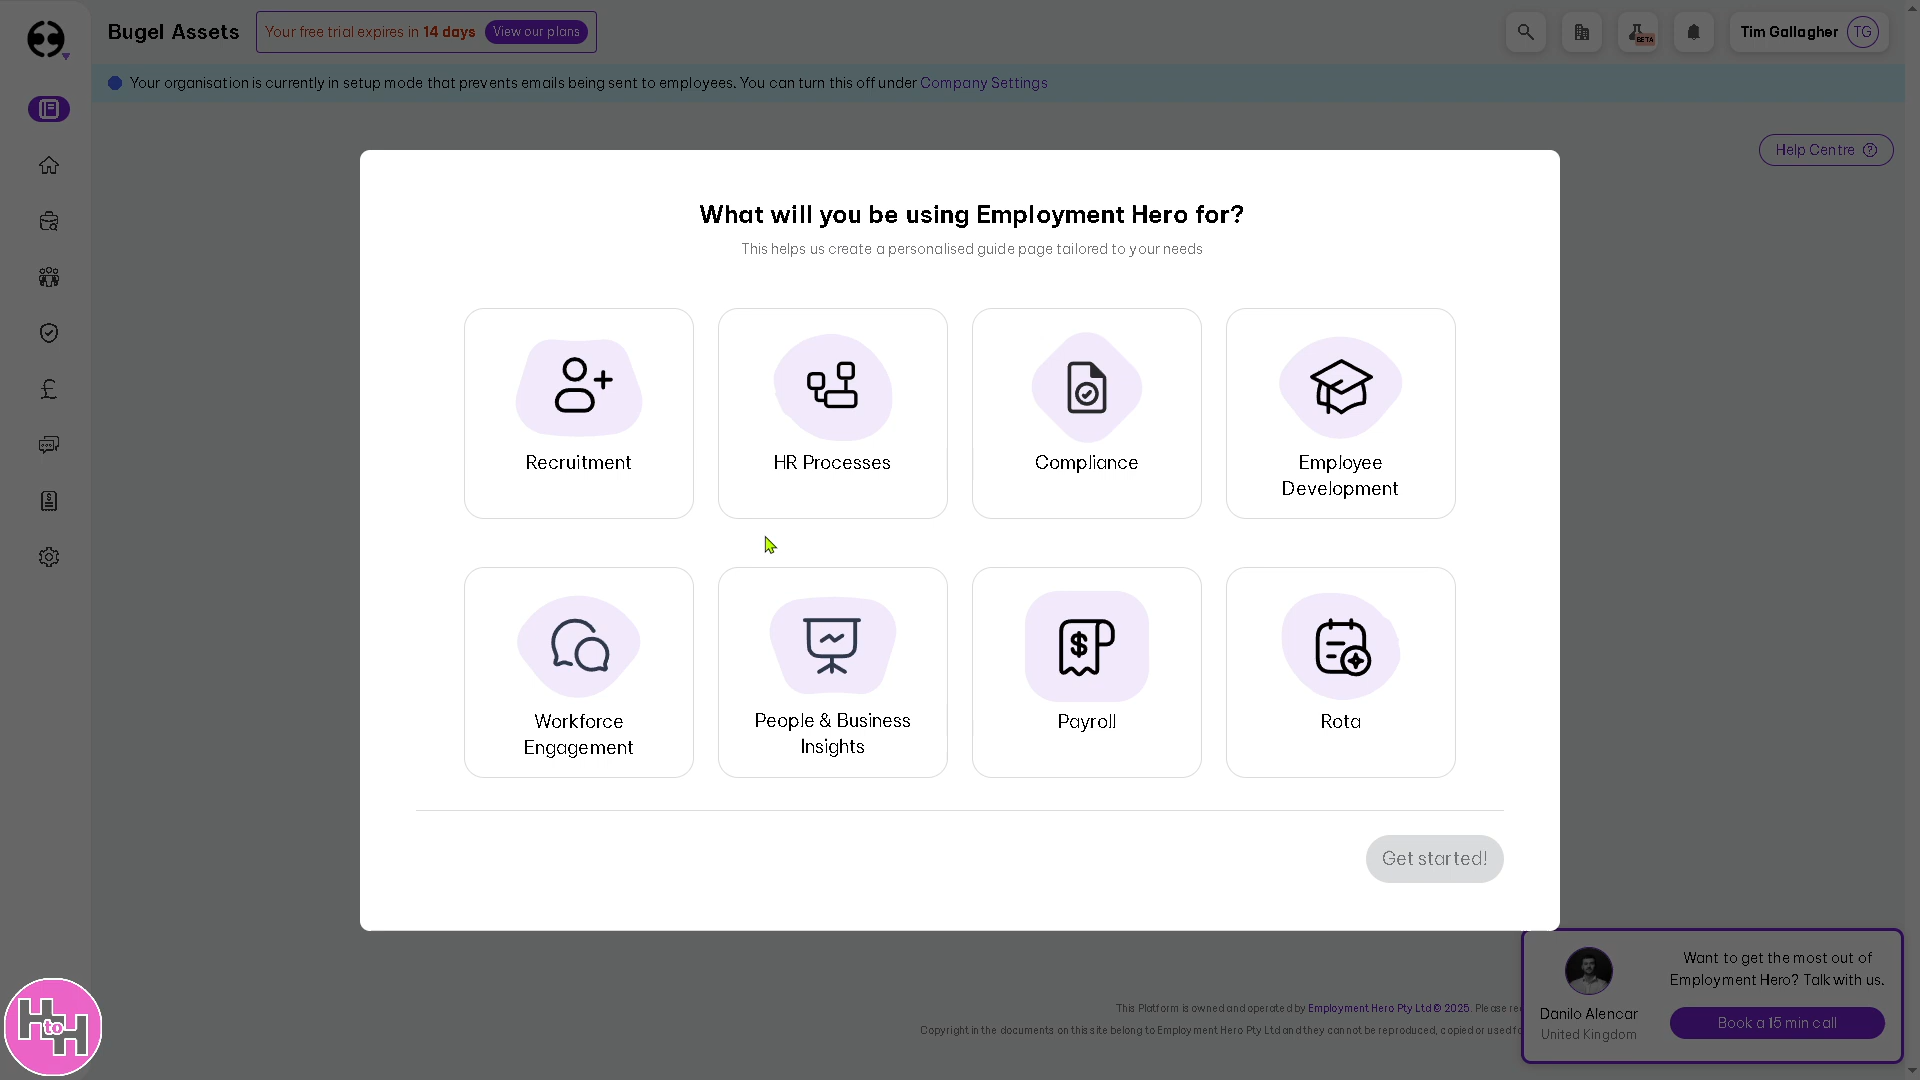 Bugel Assets
Your free trial expires in 14 days
View our plans
BETA
Tim Gallagher
TG
Your organisation is currently in setup mode that prevents emails being sent to employees. You can turn this off under Company Settings
Help Centre
What will you be using Employment Hero for?
This helps us create a personalised guide page tailored to your needs
Recruitment
HR Processes
Compliance
Employee
Development
Workforce
Engagement
People & Business
Insights
Payroll
Rota
Get started!
Want to get the most out of
Employment Hero? Talk with us.
Danilo Alencar
United Kingdom
Book a 15 min call
This Platform is owned and operated by Employment Hero Pty Ltd © 2025. Please
Copyright in the documents on this site belong to Employment Hero Pty Ltd and they cannot be reproduced, copied or used
H to H